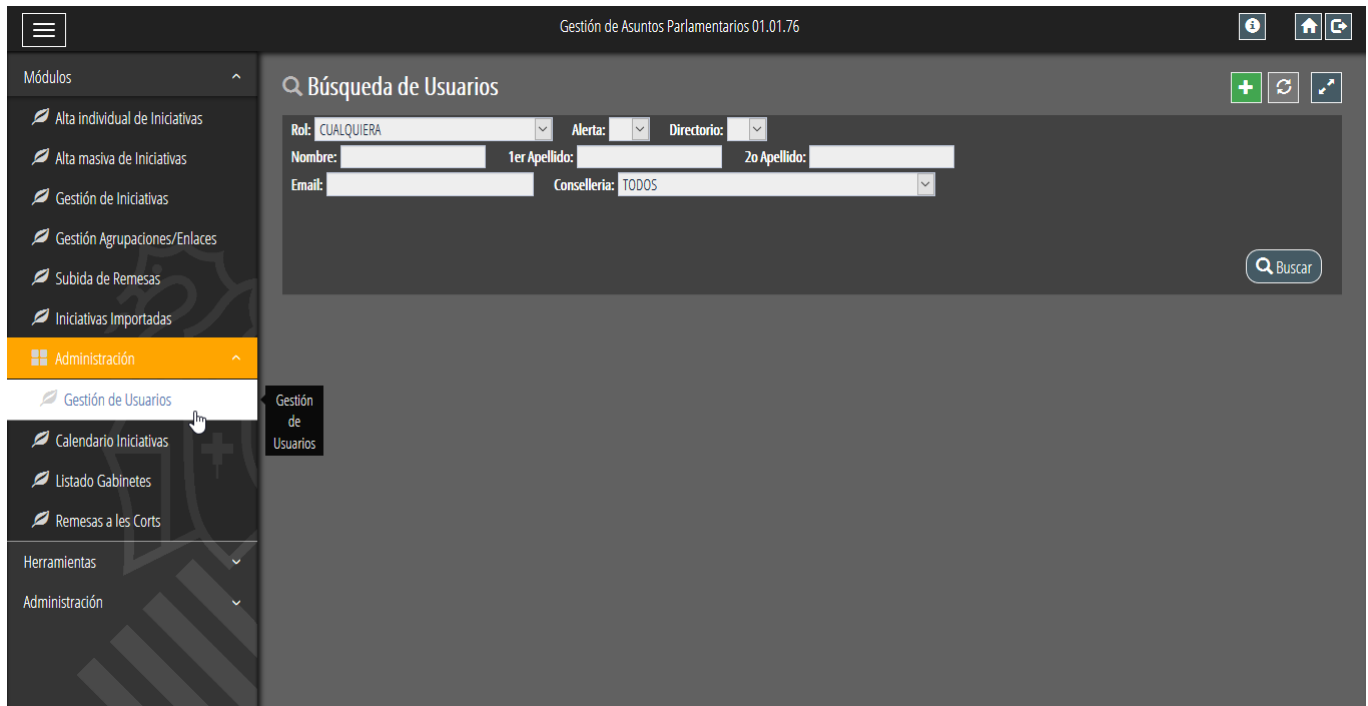 Gestión de Asuntos Parlamentarios 01.01.76
Módulos
Alta individual de Iniciativas
Alta masiva de Iniciativas
Gestión de Iniciativas
Gestión Agrupaciones/Enlaces
Subida de Remesas
Iniciativas Importadas
Administración
Gestión de Usuarios
Calendario Iniciativas
Listado Gabinetes
Remesas a les Corts
Herramientas
Administración
Gestión
de
Usuarios
Búsqueda de Usuarios
Rol: CUALQUIERA Alerta: Directorio:
Nombre: 1er Apellido: 2o Apellido:
Email: Conselleria: TODOS
Buscar